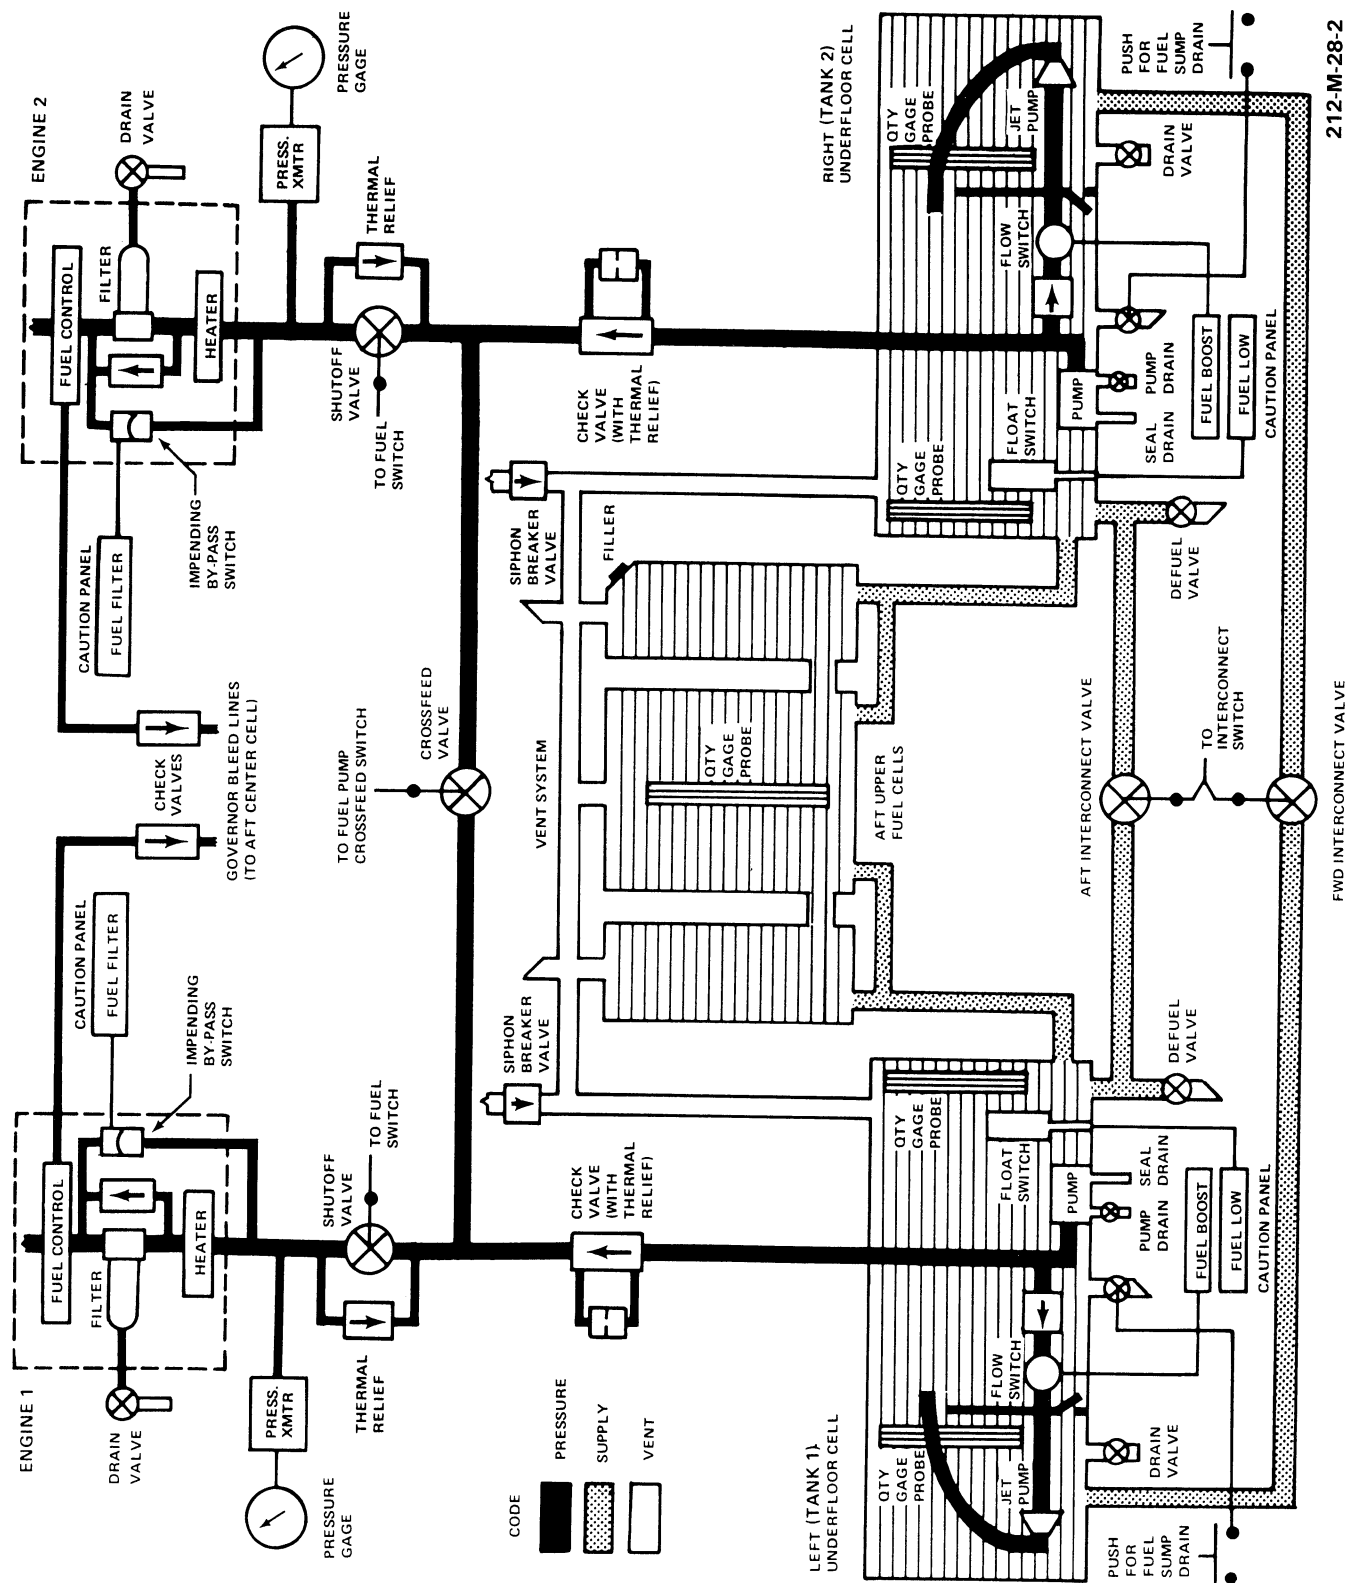 ENGINE 1
FUEL CONTROL
FILTER
HEATER
DRAIN
VALVE
CAUTION PANEL
FUEL FILTER
IMPENDING
BY-PASS
SWITCH
PRESS.
XMTR
PRESSURE
GAGE
SHUTOFF
VALVE
TO FUEL
SWITCH
THERMAL
RELIEF
CHECK
VALVES
GOVERNOR BLEED LINES
(TO AFT CENTER CELL)
ENGINE 2
FUEL CONTROL
FILTER
HEATER
DRAIN
VALVE
CAUTION PANEL
FUEL FILTER
IMPENDING
BY-PASS
SWITCH
PRESS.
XMTR
PRESSURE
GAGE
SHUTOFF
VALVE
TO FUEL
SWITCH
THERMAL
RELIEF
TO FUEL PUMP
CROSSFEED SWITCH
CROSSFEED
VALVE
CHECK
VALVE
(WITH
THERMAL
RELIEF)
SIPHON
BREAKER
VALVE
VENT SYSTEM
SIPHON
BREAKER
VALVE
FILLER
CHECK
VALVE
(WITH
THERMAL
RELIEF)
QTY
GAGE
PROBE
AFT UPPER
FUEL CELLS
CODE
PRESSURE
SUPPLY
VENT
LEFT (TANK 1)
UNDERFLOOR CELL
QTY
GAGE
PROBE
JET
PUMP
FLOW
SWITCH
QTY
GAGE
PROBE
FLOAT
SWITCH
PUMP
PUSH
FOR
FUEL
SUMP
DRAIN
DRAIN
VALVE
PUMP
DRAIN
SEAL
DRAIN
FUEL BOOST
FUEL LOW
CAUTION PANEL
DEFUEL
VALVE
AFT INTERCONNECT VALVE
TO
INTERCONNECT
SWITCH
FWD INTERCONNECT VALVE
RIGHT (TANK 2)
UNDERFLOOR CELL
QTY
GAGE
PROBE
FLOAT
SWITCH
FLOW
SWITCH
QTY
GAGE
PROBE
JET
PUMP
PUMP
DEFUEL
VALVE
SEAL
DRAIN
PUMP
DRAIN
FUEL BOOST
FUEL LOW
CAUTION PANEL
DRAIN
VALVE
PUSH
FOR
FUEL
SUMP
DRAIN
212-M-28-2